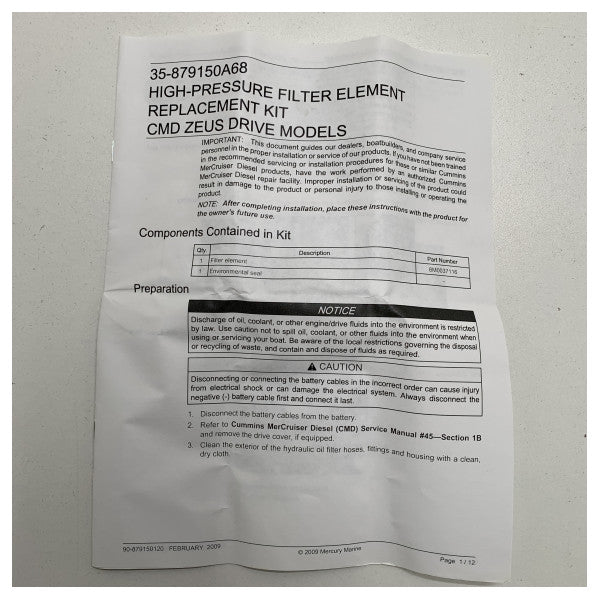 35-879150A68
HIGH-PRESSURE FILTER ELEMENT
REPLACEMENT KIT
CMD ZEUS DRIVE MODELS
IMPORTANT: This document guides our dealers, boatbuilders, and company service
personnel in the proper installation or service of our products. If you have not been trained
in the recommended servicing or installation procedures for these or similar Cummins
MerCruiser Diesel products, have the work performed by an authorized Cummins
MerCruiser Diesel repair facility. Improper installation or servicing of the product could
result in damage to the product or personal injury to those installing or operating the
product.
NOTE: After completing installation, place these instructions with the product for
the owner's future use.
Components Contained in Kit
Qty. Description Part Number
1 Filter element 8M0037116
1 Environmental seal
Preparation
NOTICE
Discharge of oil, coolant, or other engine/drive fluids into the environment is restricted
by law. Use caution not to spill oil, coolant, or other fluids into the environment when
using or servicing your boat. Be aware of the local restrictions governing the disposal
or recycling of waste, and contain and dispose of fluids as required.
⚠ CAUTION
Disconnecting or connecting the battery cables in the incorrect order can cause injury
from electrical shock or can damage the electrical system. Always disconnect the
negative (-) battery cable first and connect it last.
1. Disconnect the battery cables from the battery.
2. Refer to Cummins MerCruiser Diesel (CMD) Service Manual #45—Section 1B
and remove the drive cover, if equipped.
3. Clean the exterior of the hydraulic oil filter hoses, fittings and housing with a clean,
dry cloth.
90-879150120 FEBRUARY 2009 © 2009 Mercury Marine Page 1 / 12